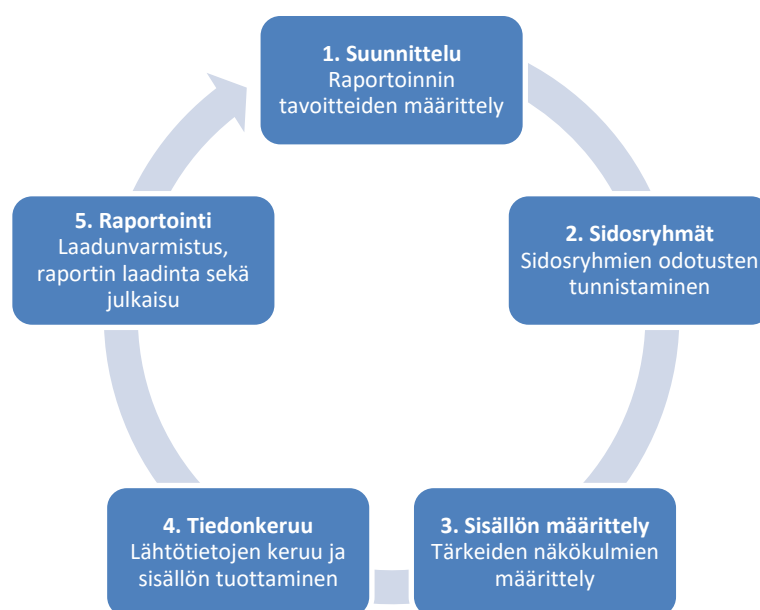 1. Suunnittelu
Raportoinnin
tavoitteiden määrittely
2. Sidosryhmät
Sidosryhmien odotusten
tunnistaminen
3. Sisällön määrittely
Tärkeiden näkökulmien
määrittely
4. Tiedonkeruu
Lähtötietojen keruu ja
sisällön tuottaminen
5. Raportointi
Laadunvarmistus,
raportin laadinta sekä
julkaisu